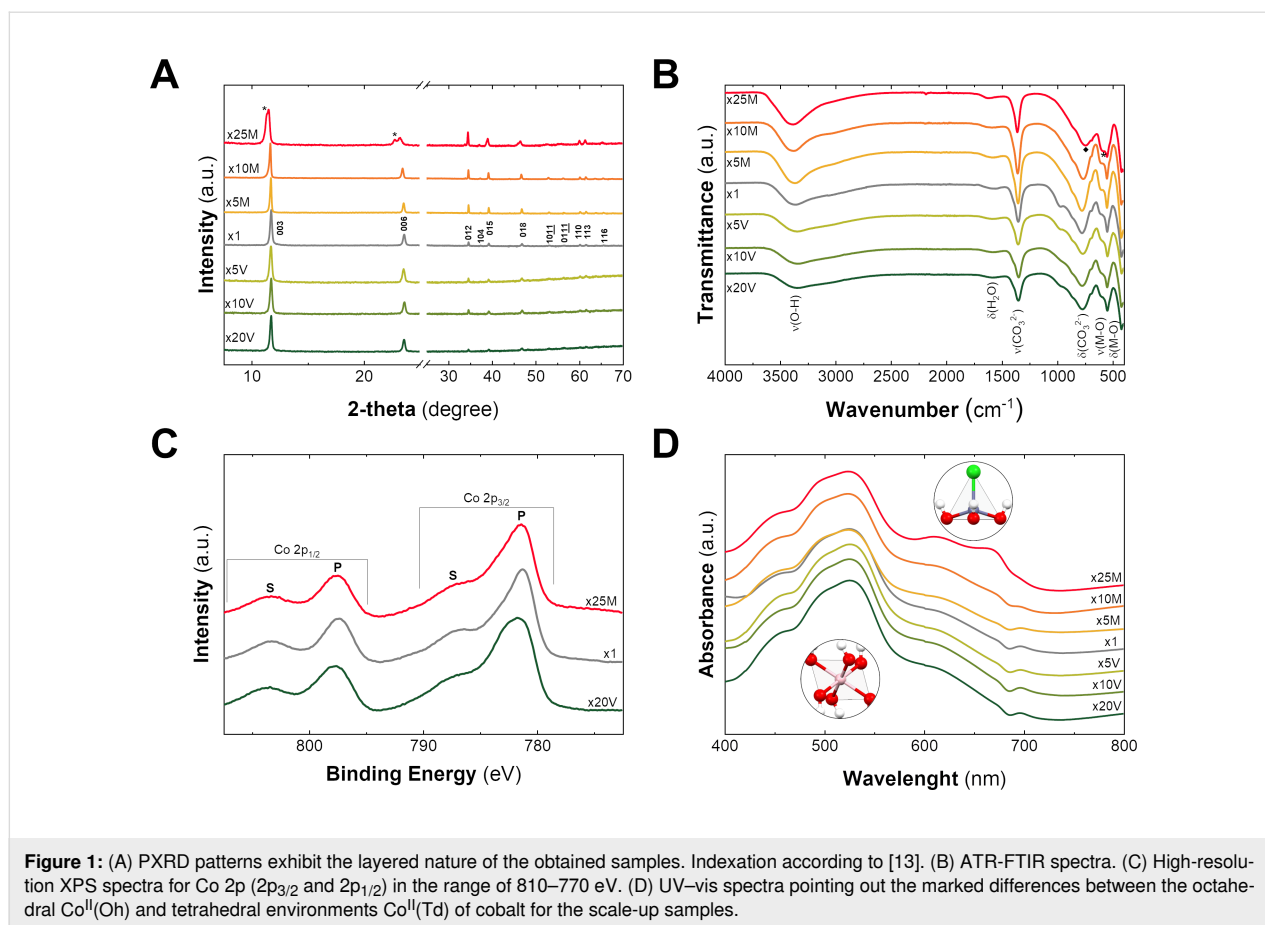 A
Intensity (a.u.)
*
*
x25M
x10M
x5M
x1
x5V
x10V
x20V
003
006
012
104
015
018
1011
0111
110
113
116
10
20
30
40
50
60
70
2-theta (degree)
B
Transmittance (a.u.)
x25M
x10M
x5M
x1
x5V
x10V
x20V
ν(O-H)
δ(H₂O)
ν(CO₃²⁻)
δ(CO₃²⁻)
ν(M-O)
δ(M-O)
◆
*
4000
3500
3000
2500
2000
1500
1000
500
Wavenumber (cm⁻¹)
C
Intensity (a.u.)
Co 2p₃/₂
P
S
Co 2p₁/₂
P
S
x25M
x1
x20V
800
790
780
Binding Energy (eV)
D
Absorbance (a.u.)
x25M
x10M
x5M
x1
x5V
x10V
x20V
400
500
600
700
800
Wavelenght (nm)
Figure 1: (A) PXRD patterns exhibit the layered nature of the obtained samples. Indexation according to [13]. (B) ATR-FTIR spectra. (C) High-resolu-
tion XPS spectra for Co 2p (2p₃/₂ and 2p₁/₂) in the range of 810–770 eV. (D) UV–vis spectra pointing out the marked differences between the octahe-
dral Coᴵᴵ(Oh) and tetrahedral environments Coᴵᴵ(Td) of cobalt for the scale-up samples.